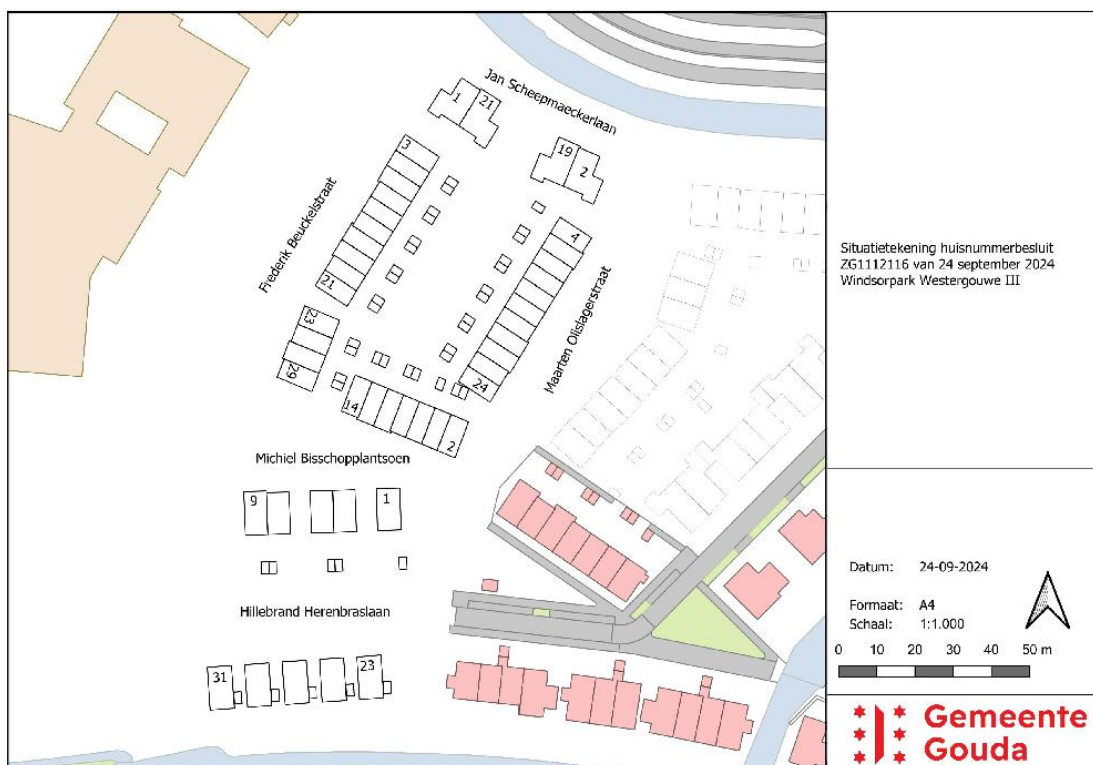 Jan Scheepmaeckerlaan
1
21
19
2
3
Frederik Beuckelstraat
21
23
29
4
Maarten Olislagerstraat
24
14
2
Michiel Bisschopplantsoen
9
1
Hillebrand Herenbraslaan
31
23
Situatietekening huisnummerbesluit
ZG1112116 van 24 september 2024
Windsorpark Westergouwe III
Datum: 24-09-2024
Formaat: A4
Schaal: 1:1.000
0 10 20 30 40 50 m
Gemeente
Gouda